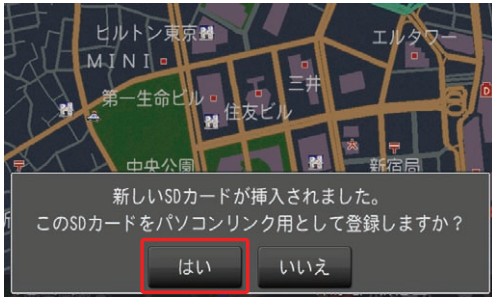 ヒルトン東京
エルタワー
MINI
三井
第一生命ビル
住友ビル
中央公園
新宿局
新しいSDカードが挿入されました。
このSDカードをパソコンリンク用として登録しますか？
はい
いいえ